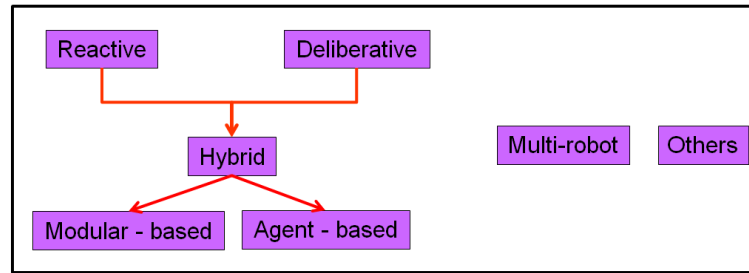 Reactive
Deliberative
Hybrid
Multi-robot
Others
Modular - based
Agent - based